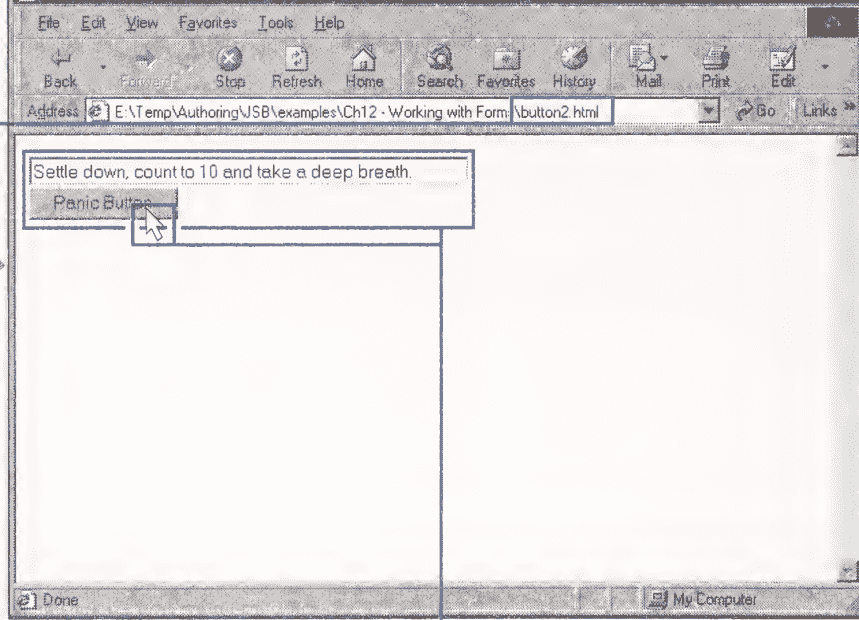 File Edit View Favorites Tools Help
Back Forward Stop Refresh Home Search Favorites History Mail Print Edit
Address E:\Temp\Authoring\JSB\examples\Ch12 - Working with Form \button2.html Go Links »
Settle down, count to 10 and take a deep breath.
Panic Button
Done My Computer